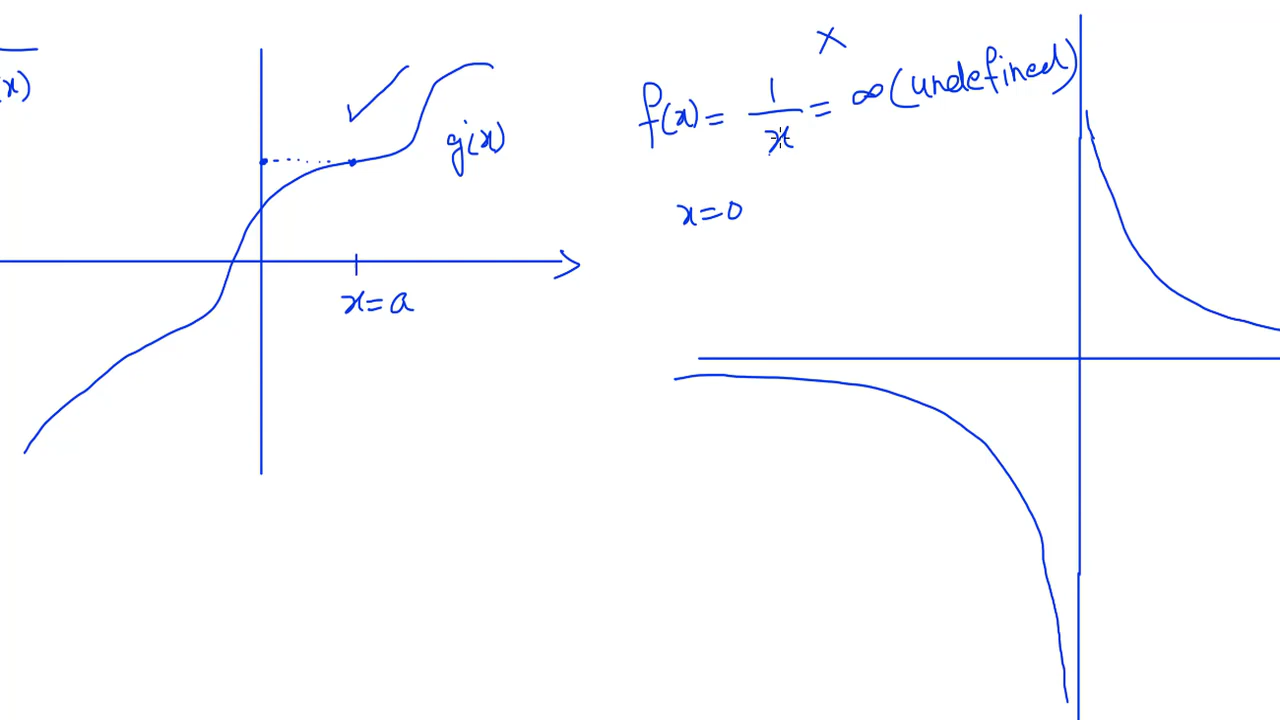 (x)
g(x)
x=a
×
f(x) = 1/x = ∞ (undefined)
x=0